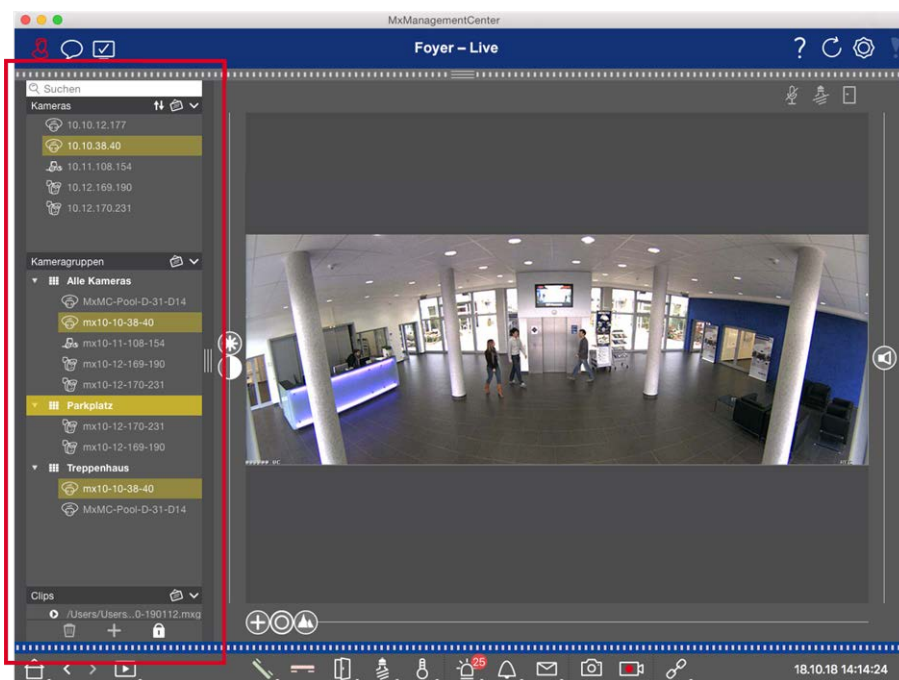 MxManagementCenter
Foyer – Live
?
Suchen
Kameras
10.10.12.177
10.10.38.40
10.11.108.154
10.12.169.190
10.12.170.231
Kameragruppen
Alle Kameras
MxMC-Pool-D-31-D14
mx10-10-38-40
mx10-11-108-154
mx10-12-169-190
mx10-12-170-231
Parkplatz
mx10-12-170-231
mx10-12-169-190
Treppenhaus
mx10-10-38-40
MxMC-Pool-D-31-D14
Clips
/Users/Users...0-190112.mxg
25
18.10.18 14:14:24